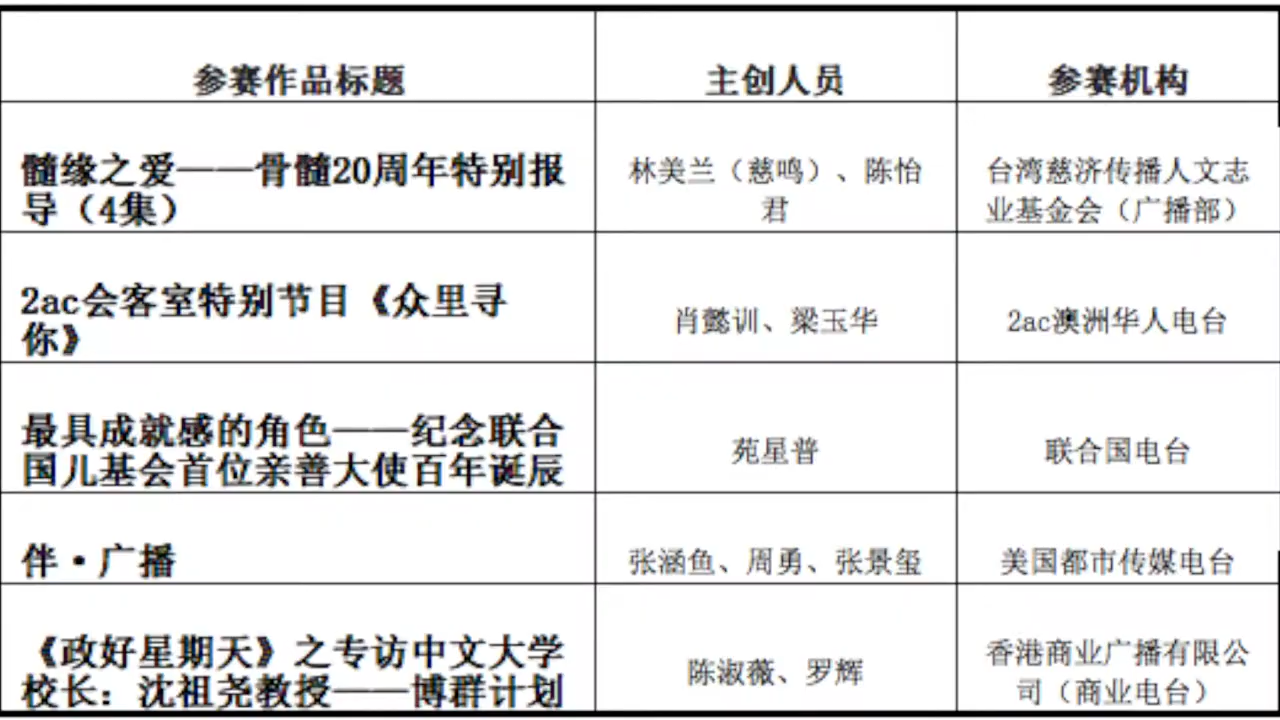 参赛作品标题 主创人员 参赛机构
髓缘之爱——骨髓20周年特别报
导（4集）
林美兰（慈鸣）、陈怡
君
台湾慈济传播人文志
业基金会（广播部）
2ac会客室特别节目《众里寻
你》
肖懿训、梁玉华
2ac澳洲华人电台
最具成就感的角色——纪念联合
国儿基会首位亲善大使百年诞辰
苑星普
联合国电台
伴·广播
张涵鱼、周勇、张景玺
美国都市传媒电台
《政好星期天》之专访中文大学
校长：沈祖尧教授——博群计划
陈淑薇、罗辉
香港商业广播有限公
司（商业电台）